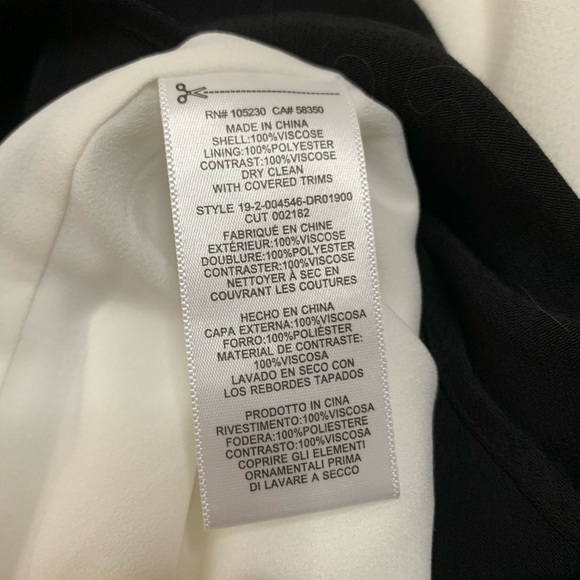 RN# 105230 CA# 58350
MADE IN CHINA
SHELL:100%VISCOSE
LINING:100%POLYESTER
CONTRAST:100%VISCOSE
DRY CLEAN
WITH COVERED TRIMS
STYLE 19-2-004546-DR01900
CUT 002182
FABRIQUÉ EN CHINE
EXTÉRIEUR:100%VISCOSE
DOUBLURE:100%POLYESTER
CONTRASTER:100%VISCOSE
NETTOYER À SEC EN
COUVRANT LES COUTURES
HECHO EN CHINA
CAPA EXTERNA:100%VISCOSA
FORRO:100%POLIÈSTER
MATERIAL DE CONTRASTE:
100%VISCOSA
LAVADO EN SECO CON
LOS REBORDES TAPADOS
PRODOTTO IN CINA
RIVESTIMENTO:100%VISCOSA
FODERA:100%POLIESTERE
CONTRASTO:100%VISCOSA
COPRIRE GLI ELEMENTI
ORNAMENTALI PRIMA
DI LAVARE A SECCO